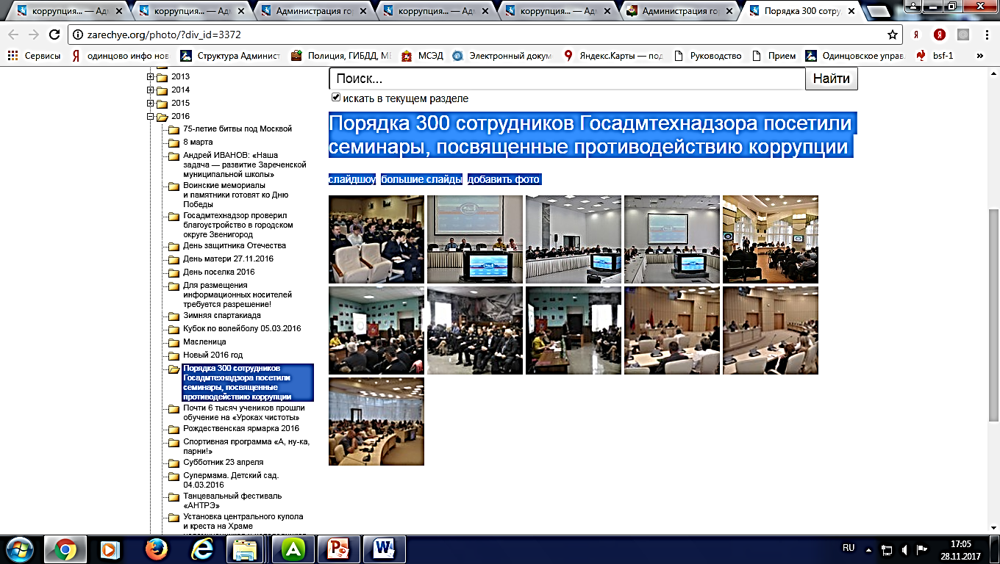 коррупция... — Ад
коррупция... — Ад
Администрация гор
коррупция... — Ад
коррупция... — Ад
Администрация гор
Порядка 300 сотру
zarechye.org/photo/?div_id=3372
Сервисы
одинцово инфо нов
Структура Админист
Полиция, ГИБДД, МЕ
МСЭД
Электронный докум
Яндекс.Карты — под
Руководство
Прием
Одинцовское управ
bsf-1
»
2013
2014
2015
2016
75-летие битвы под Москвой
8 марта
Андрей ИВАНОВ: «Наша
задача — развитие Зареченской
муниципальной школы»
Воинские мемориалы
и памятники готовят ко Дню
Победы
Госадмтехнадзор проверил
благоустройство в городском
округе Звенигород
День защитника Отечества
День матери 27.11.2016
День поселка 2016
Для размещения
информационных носителей
требуется разрешение!
Зимняя спартакиада
Кубок по волейболу 05.03.2016
Масленица
Новый 2016 год
Порядка 300 сотрудников
Госадмтехнадзора посетили
семинары, посвященные
противодействию коррупции
Почти 6 тысяч учеников прошли
обучение на «Уроках чистоты»
Рождественская ярмарка 2016
Спортивная программа «А, ну-ка,
парни!»
Субботник 23 апреля
Супермама. Детский сад.
04.03.2016
Танцевальный фестиваль
«АНТРЭ»
Установка центрального купола
и креста на Храме
Поиск...
Найти
искать в текущем разделе
Порядка 300 сотрудников Госадмтехнадзора посетили
семинары, посвященные противодействию коррупции
слайдшоу большие слайды добавить фото
RU
17:05
28.11.2017